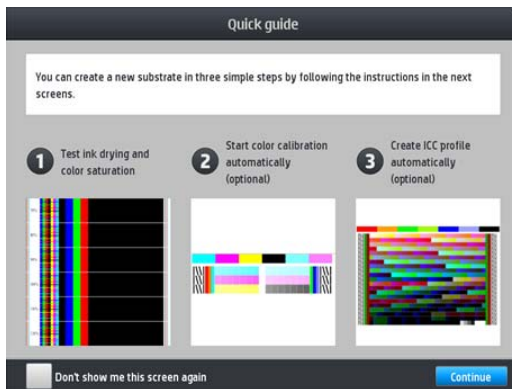 Quick guide
You can create a new substrate in three simple steps by following the instructions in the next
screens.
1 Test ink drying and
color saturation
2 Start color calibration
automatically
(optional)
3 Create ICC profile
automatically
(optional)
Don't show me this screen again
Continue